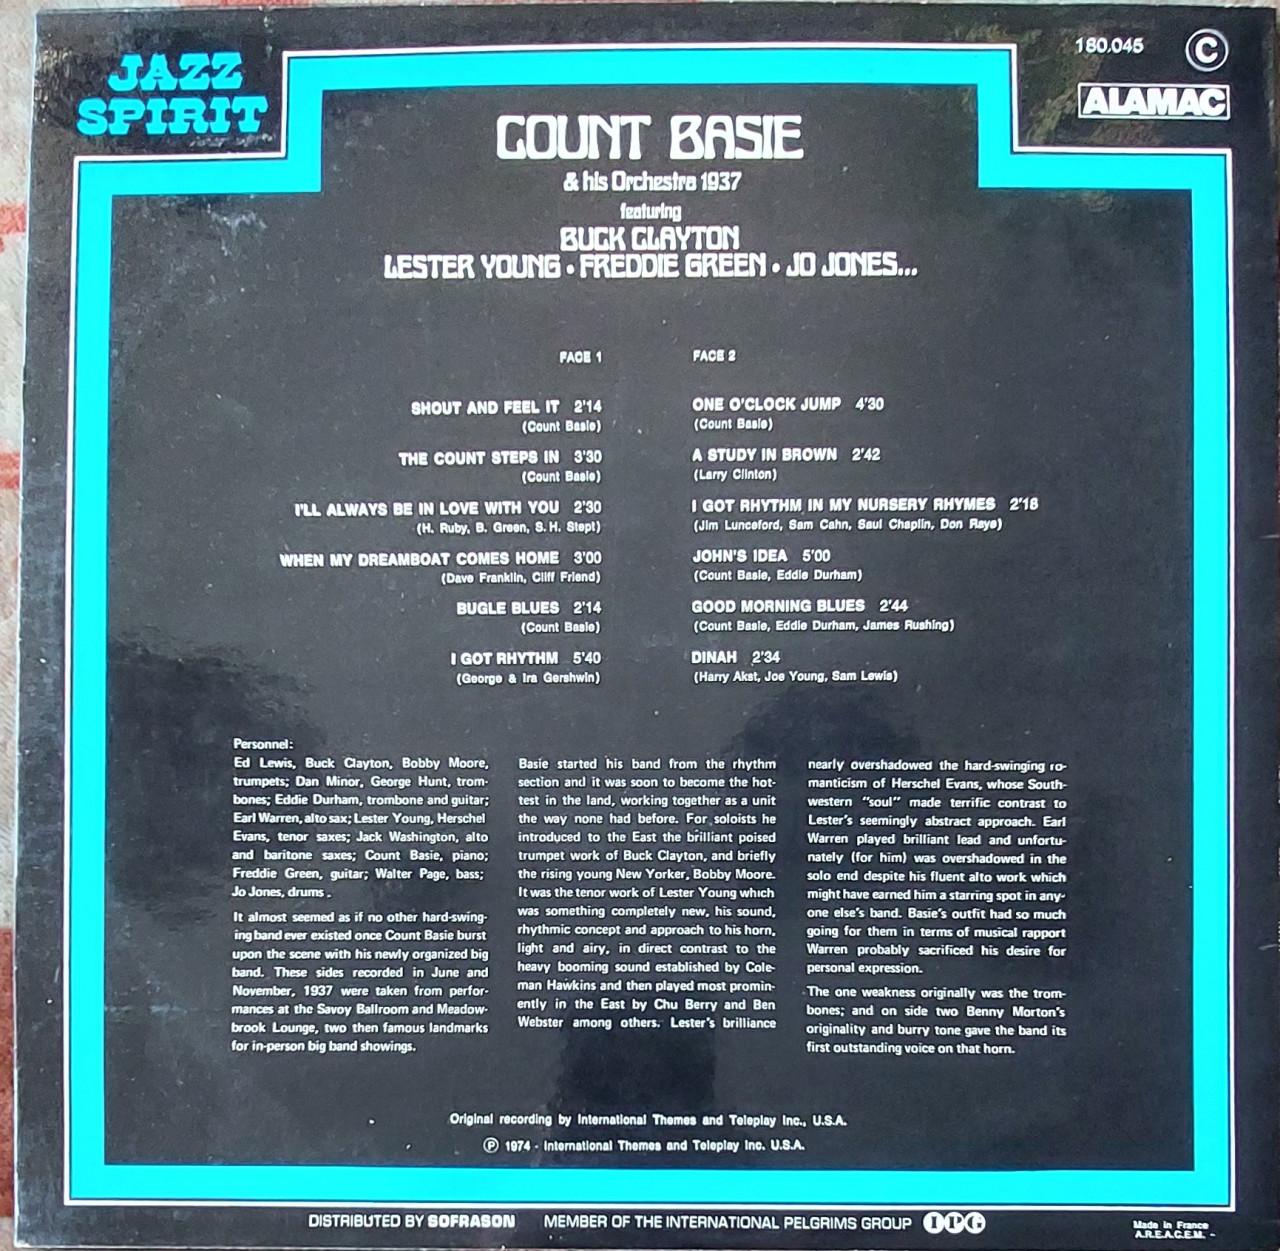 JAZZ
SPIRIT
180.045 C
ALAMAC
COUNT BASIE
& his Orchestra 1937
featuring
BUCK CLAYTON
LESTER YOUNG • FREDDIE GREEN • JO JONES...
FACE 1
SHOUT AND FEEL IT 2'14
(Count Basie)
THE COUNT STEPS IN 3'30
(Count Basie)
I'LL ALWAYS BE IN LOVE WITH YOU 2'30
(H. Ruby, B. Green, S.H. Stept)
WHEN MY DREAMBOAT COMES HOME 3'00
(Dave Franklin, Cliff Friend)
BUGLE BLUES 2'14
(Count Basie)
I GOT RHYTHM 5'40
(George & Ira Gershwin)
FACE 2
ONE O'CLOCK JUMP 4'30
(Count Basie)
A STUDY IN BROWN 2'42
(Larry Clinton)
I GOT RHYTHM IN MY NURSERY RHYMES 2'18
(Jim Lunceford, Sam Cahn, Saul Chaplin, Don Raye)
JOHN'S IDEA 5'00
(Count Basie, Eddie Durham)
GOOD MORNING BLUES 2'44
(Count Basie, Eddie Durham, James Rushing)
DINAH 2'34
(Harry Akst, Joe Young, Sam Lewis)
Personnel:
Ed Lewis, Buck Clayton, Bobby Moore,
trumpets; Dan Minor, George Hunt, trom-
bones; Eddie Durham, trombone and guitar;
Earl Warren, alto sax; Lester Young, Herschel
Evans, tenor saxes; Jack Washington, alto
and baritone saxes; Count Basie, piano;
Freddie Green, guitar; Walter Page, bass;
Jo Jones, drums.
It almost seemed as if no other hard-swing-
ing band ever existed once Count Basie burst
upon the scene with his newly organized big
band. These sides recorded in June and
November, 1937 were taken from perfor-
mances at the Savoy Ballroom and Meadow-
brook Lounge, two then famous landmarks
for in-person big band showings.
Basie started his band from the rhythm
section and it was soon to become the hot-
test in the land, working together as a unit
the way none had before. For soloists he
introduced to the East the brilliant poised
trumpet work of Buck Clayton, and briefly
the rising young New Yorker, Bobby Moore.
It was the tenor work of Lester Young which
was something completely new, his sound,
rhythmic concept and approach to his horn,
light and airy, in direct contrast to the
heavy booming sound established by Cole-
man Hawkins and then played most promin-
ently in the East by Chu Berry and Ben
Webster among others. Lester's brilliance
nearly overshadowed the hard-swinging ro-
manticism of Herschel Evans, whose South-
western "soul" made terrific contrast to
Lester's seemingly abstract approach. Earl
Warren played brilliant lead and unfortu-
nately (for him) was overshadowed in the
solo end despite his fluent alto work which
might have earned him a starring spot in any-
one else's band. Basie's outfit had so much
going for them in terms of musical rapport
Warren probably sacrificed his desire for
personal expression.
The one weakness originally was the trom-
bones; and on side two Benny Morton's
originality and burry tone gave the band its
first outstanding voice on that horn.
Original recording by International Themes and Teleplay Inc., U.S.A.
Ⓟ 1974 - International Themes and Teleplay Inc. U.S.A.
DISTRIBUTED BY SOFRASON MEMBER OF THE INTERNATIONAL PELGRIMS GROUP IPG
Made in France
A.R.E.A.C.E.M. -